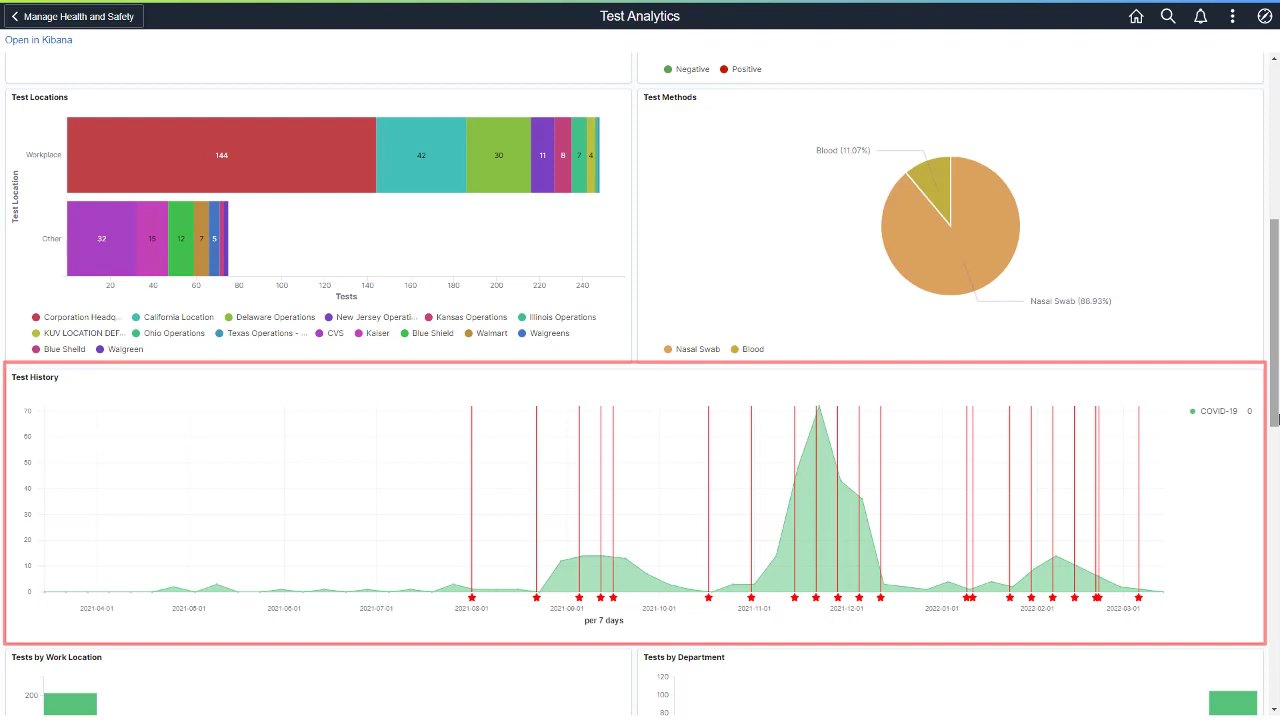 Manage Health and Safety
Test Analytics
Open in Kibana
Negative Positive
Test Locations
Test Location
Workplace
144 42 30 11 8 7 4
Other
32 15 12 7 5
20 40 60 80 100 120 140 160 180 200 220 240
Tests
Corporation Headq... California Location Delaware Operations New Jersey Operati... Kansas Operations Illinois Operations
KUV LOCATION DEF... Ohio Operations Texas Operations - ... CVS Kaiser Blue Shield Walmart Walgreens
Blue Sheild Walgreen
Test Methods
Blood (11.07%)
Nasal Swab (88.93%)
Nasal Swab Blood
Test History
70
60
50
40
30
20
20
10
0
COVID-19 0
2021-04-01 2021-05-01 2021-06-01 2021-07-01 2021-08-01 2021-09-01 2021-10-01 2021-11-01 2021-12-01 2022-01-01 2022-02-01 2022-03-01
per 7 days
Tests by Work Location
200
Tests by Department
120
100
80